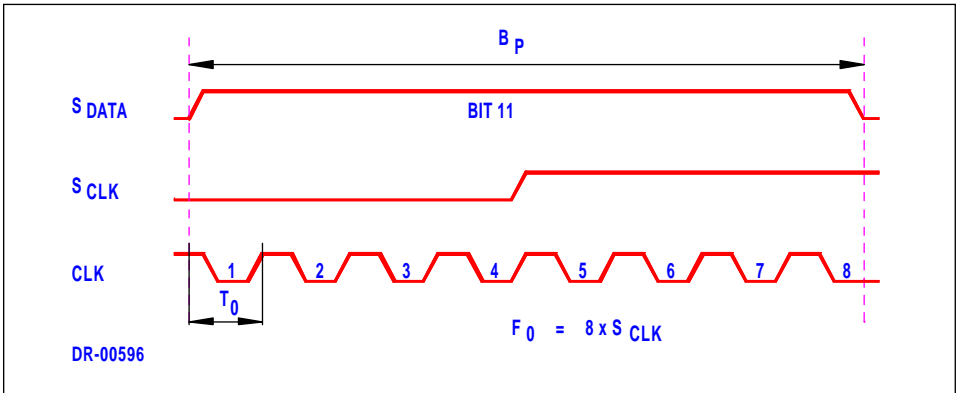 B P
S DATA
BIT 11
S CLK
CLK
1 2 3 4 5 6 7 8
T 0
F 0 = 8 x S CLK
DR-00596